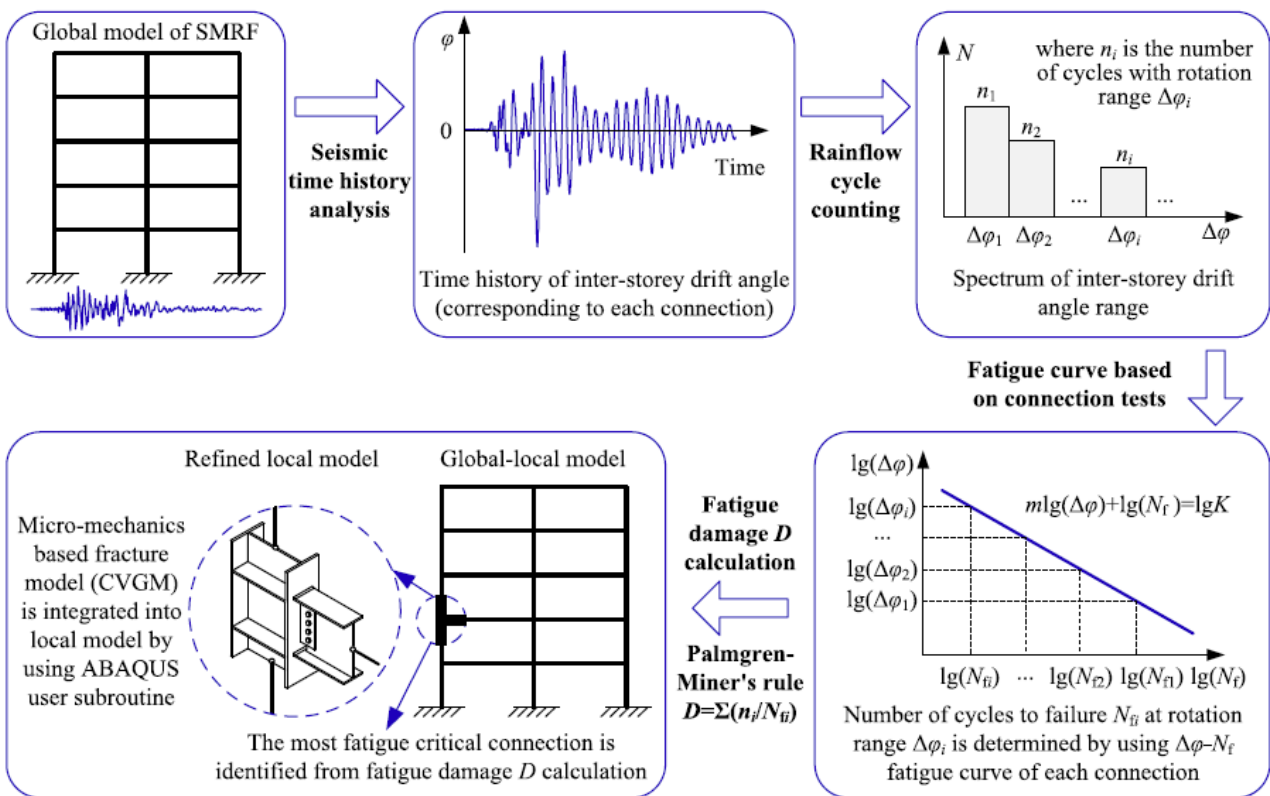 Global model of SMRF
Seismic
time history
analysis
φ
0
Time
Time history of inter-storey drift angle
(corresponding to each connection)
Rainflow
cycle
counting
N
where nᵢ is the number
of cycles with rotation
range Δφᵢ
n₁
n₂
nᵢ
... ...
Δφ₁ Δφ₂ Δφᵢ Δφ
Spectrum of inter-storey drift
angle range
Fatigue curve based
on connection tests
lg(Δφ)
lg(Δφᵢ)
...
lg(Δφ₂)
lg(Δφ₁)
mlg(Δφ)+lg(N_f)=lgK
lg(N_fi) ... lg(N_f2) lg(N_f1) lg(N_f)
Number of cycles to failure N_fi at rotation
range Δφᵢ is determined by using Δφ–N_f
fatigue curve of each connection
Fatigue
damage D
calculation
Palmgren-
Miner's rule
D=Σ(nᵢ/N_fi)
Refined local model
Global-local model
Micro-mechanics
based fracture
model (CVGM)
is integrated into
local model by
using ABAQUS
user subroutine
The most fatigue critical connection is
identified from fatigue damage D calculation